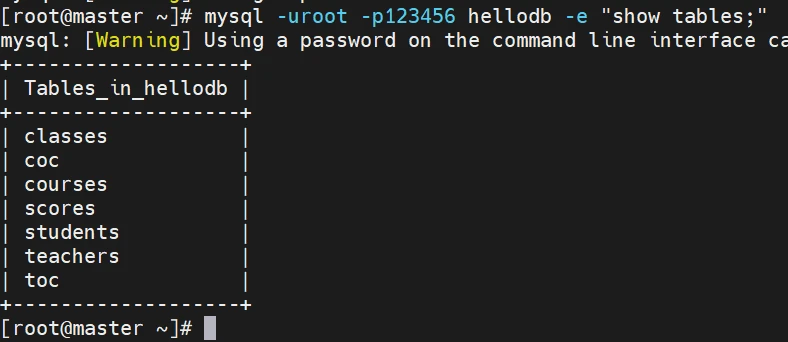 [root@master ~]# mysql -uroot -p123456 hellodb -e "show tables;"
mysql: [Warning] Using a password on the command line interface ca
+-------------------+
| Tables_in_hellodb |
+-------------------+
| classes           |
| coc               |
| courses           |
| scores            |
| students          |
| teachers          |
| toc               |
+-------------------+
[root@master ~]#